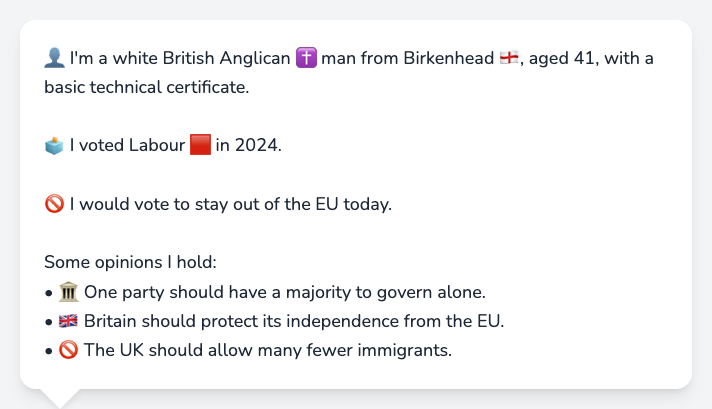 👤 I'm a white British Anglican ✝️ man from Birkenhead 🏴󠁧󠁢󠁥󠁮󠁧󠁿, aged 41, with a
basic technical certificate.
🗳️ I voted Labour 🟥 in 2024.
🚫 I would vote to stay out of the EU today.
Some opinions I hold:
• 🏛️ One party should have a majority to govern alone.
• 🇬🇧 Britain should protect its independence from the EU.
• 🚫 The UK should allow many fewer immigrants.